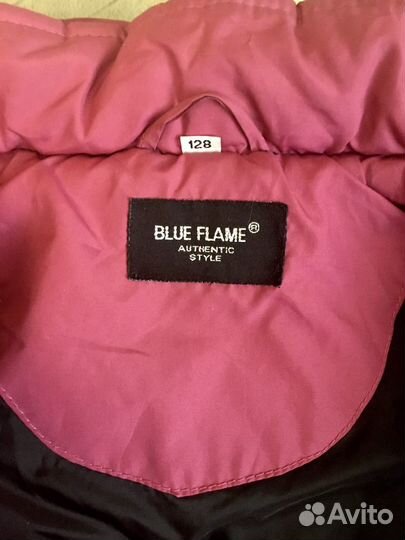 128
BLUE FLAME®
AUTHENTIC
STYLE
Avito